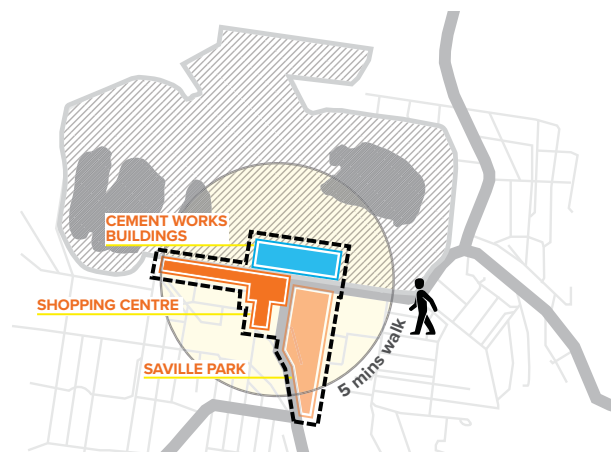 CEMENT WORKS
BUILDINGS
SHOPPING CENTRE
SAVILLE PARK
5 mins walk